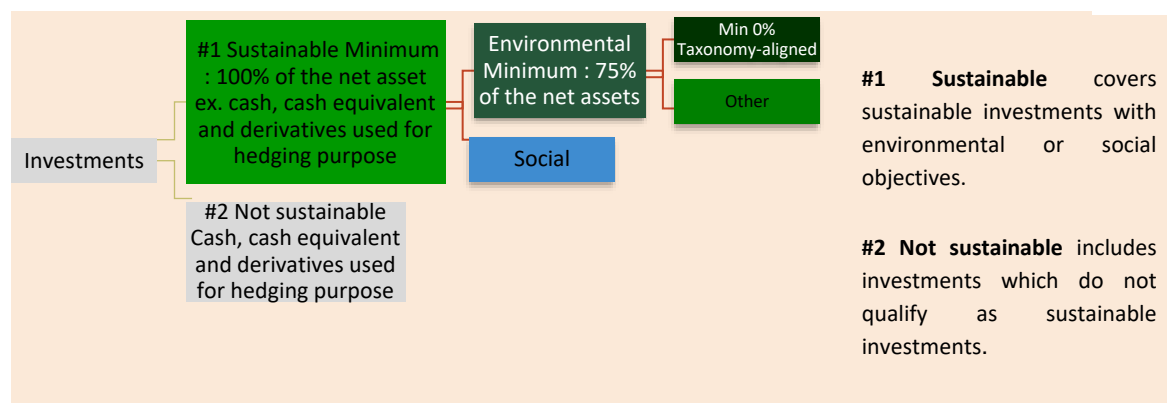 Investments
#1 Sustainable Minimum
: 100% of the net asset
ex. cash, cash equivalent
and derivatives used for
hedging purpose
#2 Not sustainable
Cash, cash equivalent
and derivatives used
for hedging purpose
Environmental
Minimum : 75%
of the net assets
Social
Min 0%
Taxonomy-aligned
Other
#1 Sustainable covers
sustainable investments with
environmental or social
objectives.
#2 Not sustainable includes
investments which do not
qualify as sustainable
investments.